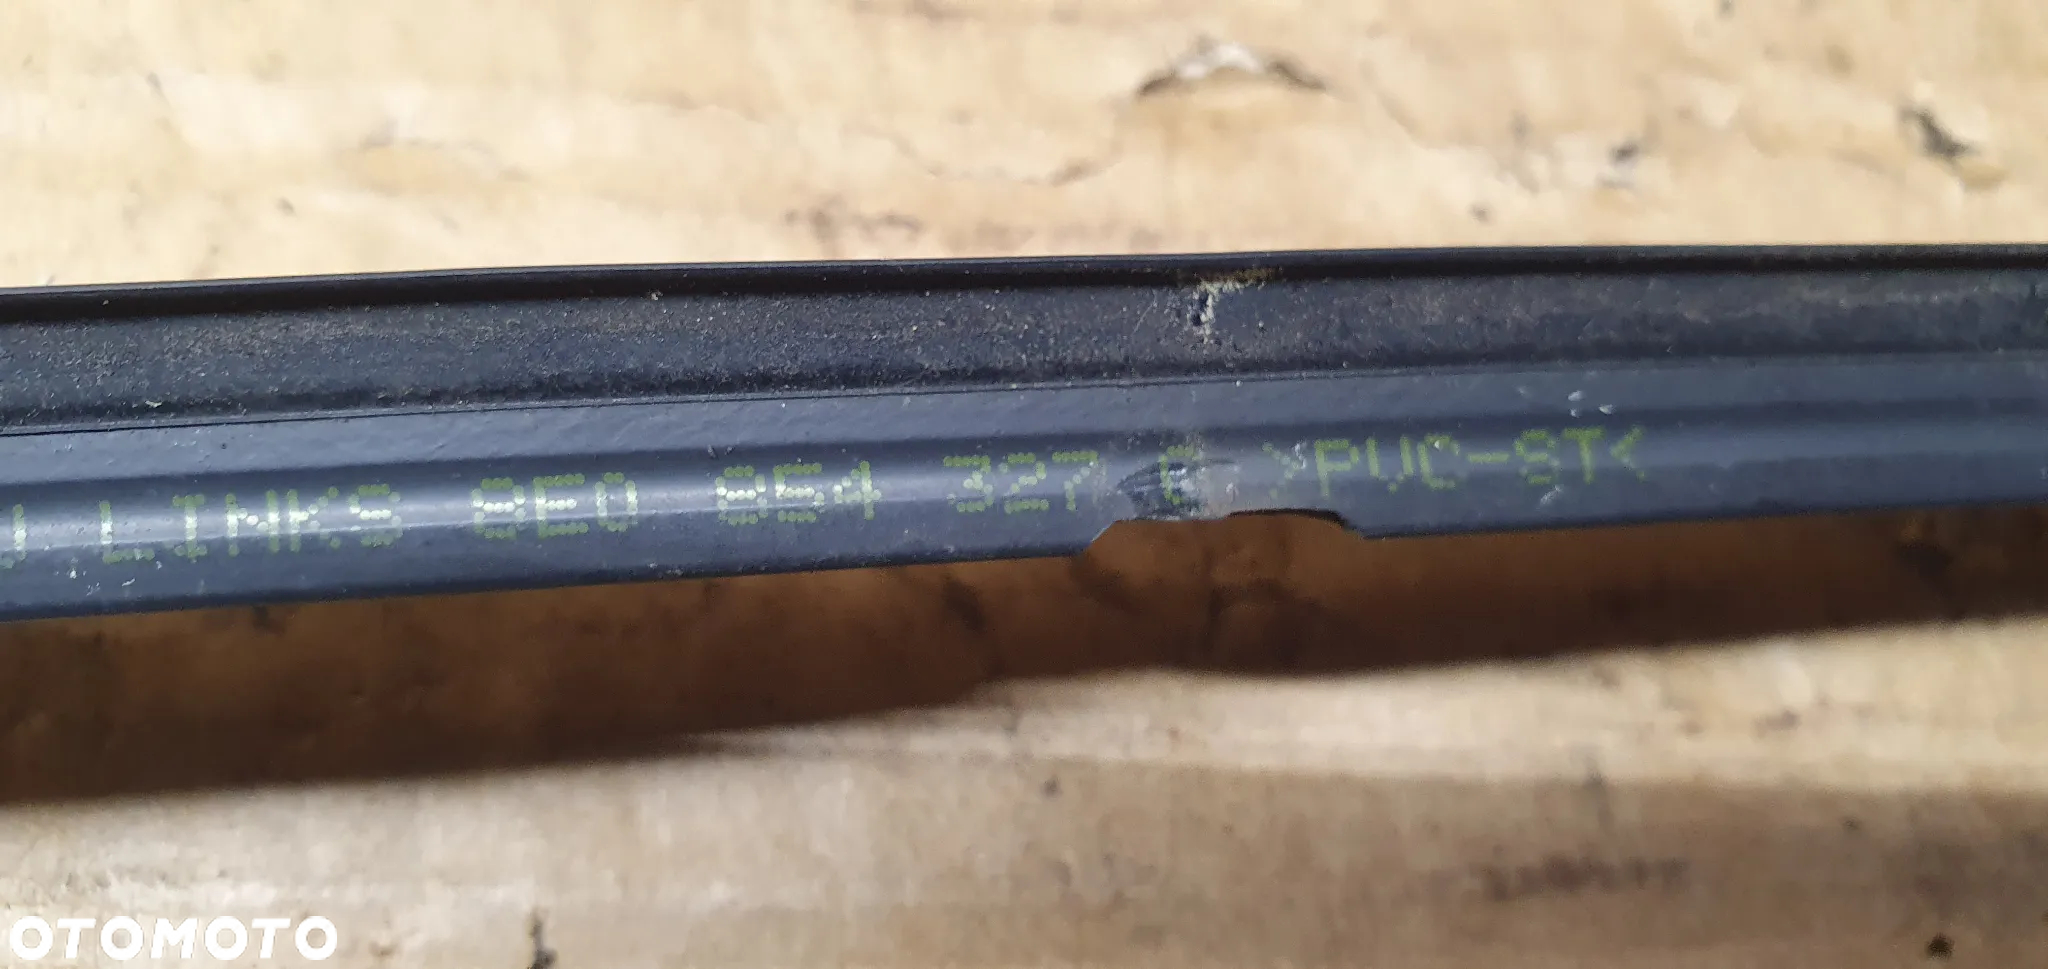 LINKS 8E0 854 327 >PVC-ST<
OTOMOTO